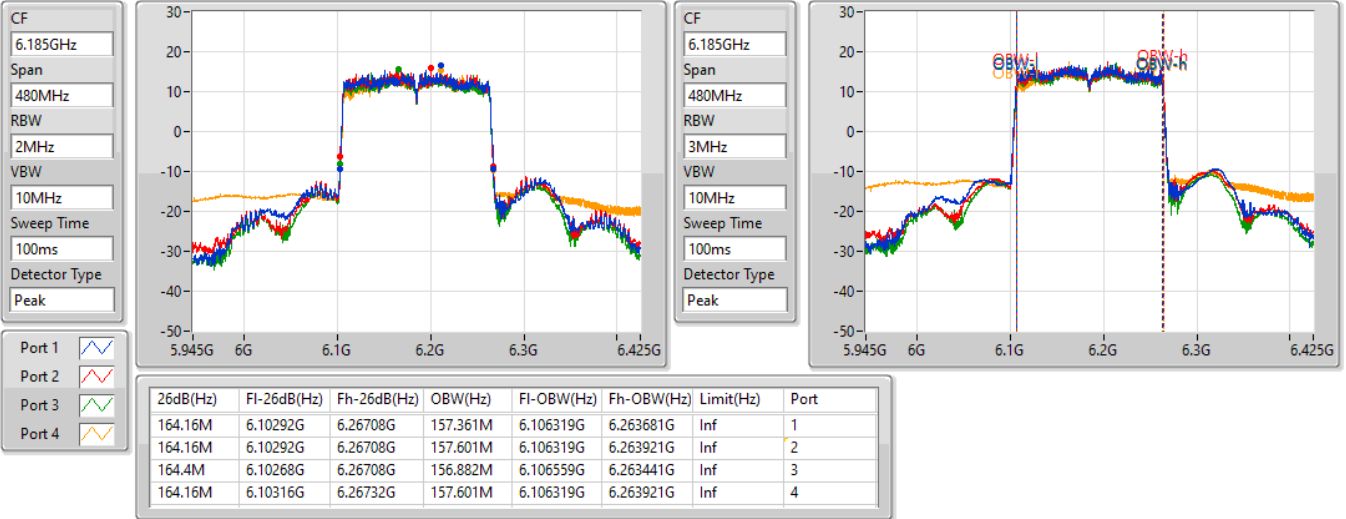 CF
6.185GHz
Span
480MHz
RBW
2MHz
VBW
10MHz
Sweep Time
100ms
Detector Type
Peak
30
20
10
0
-10
-20
-30
-40
-50
5.945G 6G 6.1G 6.2G 6.3G 6.425G
CF
6.185GHz
Span
480MHz
RBW
3MHz
VBW
10MHz
Sweep Time
100ms
Detector Type
Peak
30
20
10
0
-10
-20
-30
-40
-50
OBW-h
OBW-l
OBW-h
5.945G 6G 6.1G 6.2G 6.3G 6.425G
Port 1
Port 2
Port 3
Port 4
26dB(Hz) Fl-26dB(Hz) Fh-26dB(Hz) OBW(Hz) Fl-OBW(Hz) Fh-OBW(Hz) Limit(Hz) Port
164.16M 6.10292G 6.26708G 157.361M 6.106319G 6.263681G Inf 1
164.16M 6.10292G 6.26708G 157.601M 6.106319G 6.263921G Inf 2
164.4M 6.10268G 6.26708G 156.882M 6.106559G 6.263441G Inf 3
164.16M 6.10316G 6.26732G 157.601M 6.106319G 6.263921G Inf 4